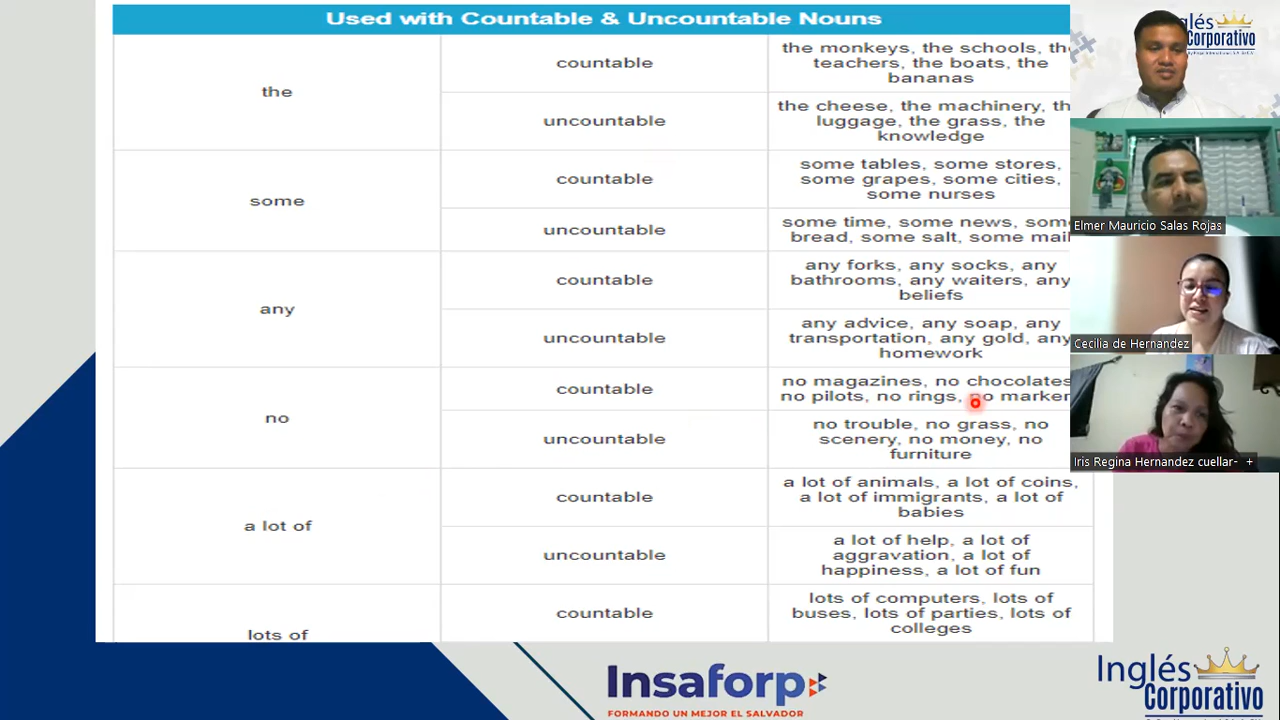 Used with Countable & Uncountable Nouns
the
countable
the monkeys, the schools, the
teachers, the boats, the
bananas
uncountable
the cheese, the machinery, th
luggage, the grass, the
knowledge
some
countable
some tables, some stores,
some grapes, some cities,
some nurses
uncountable
some time, some news, som
bread, some salt, some mail
any
countable
any forks, any socks, any
bathrooms, any waiters, any
beliefs
uncountable
any advice, any soap, any
transportation, any gold, any
homework
no
countable
no magazines, no chocolates
no pilots, no rings, no marker
uncountable
no trouble, no grass, no
scenery, no money, no
furniture
a lot of
countable
a lot of animals, a lot of coins,
a lot of immigrants, a lot of
babies
uncountable
a lot of help, a lot of
aggravation, a lot of
happiness, a lot of fun
lots of
countable
lots of computers, lots of
buses, lots of parties, lots of
colleges
glés
Corporativo
Elmer Mauricio Salas Rojas
Cecilia de Hernandez
Iris Regina Hernandez cuellar- +
Insaforp
FORMANDO UN MEJOR EL SALVADOR
Inglés
Corporativo